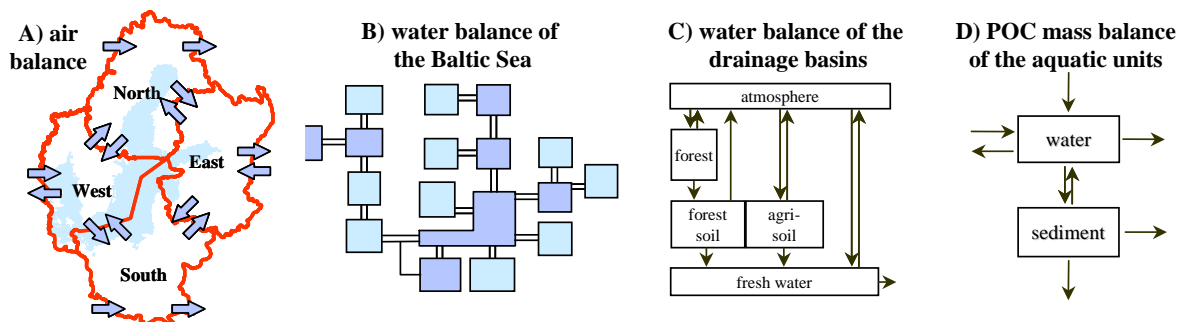 A) air
balance
North
East
West
South
B) water balance of
the Baltic Sea
C) water balance of the
drainage basins
atmosphere
forest
forest
soil
agri-
soil
fresh water
D) POC mass balance
of the aquatic units
water
sediment